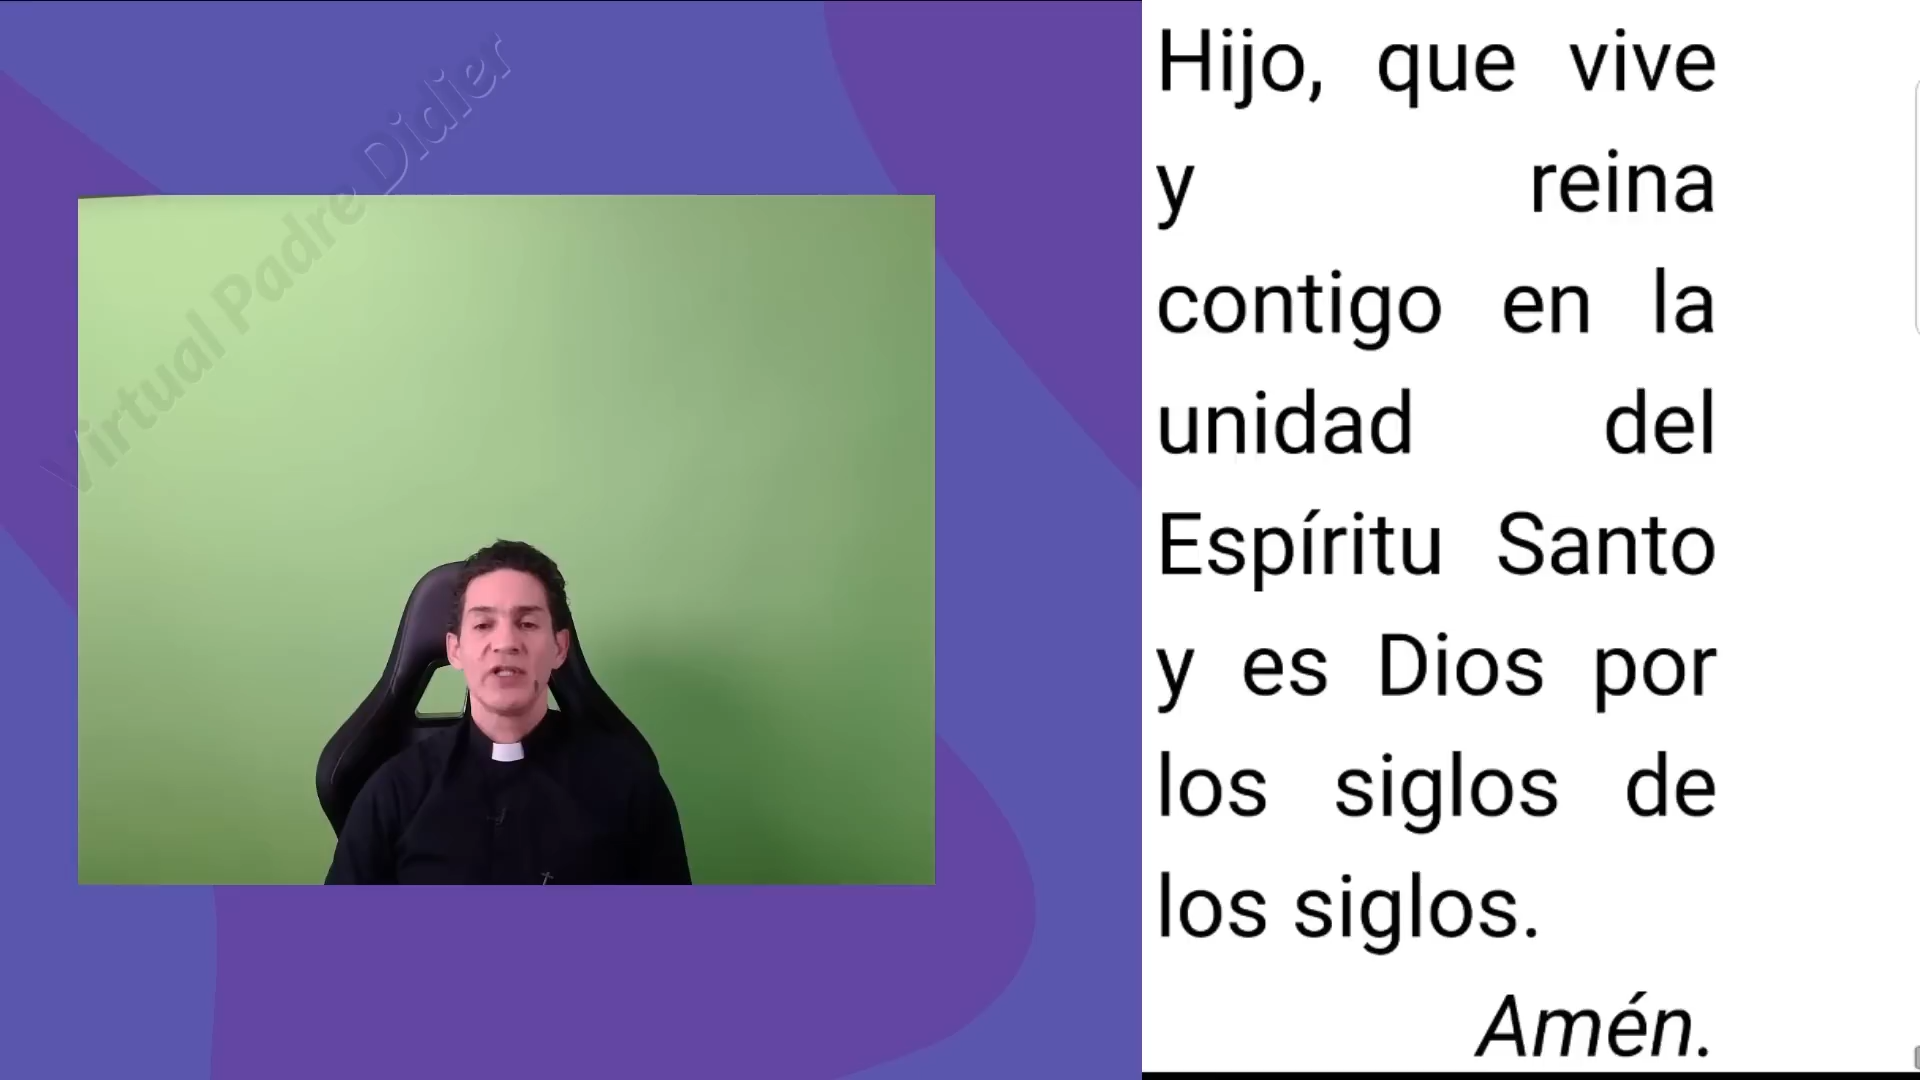 Virtual Padre Didier
Hijo, que vive
y reina
contigo en la
unidad del
Espíritu Santo
y es Dios por
los siglos de
los siglos.
Amén.